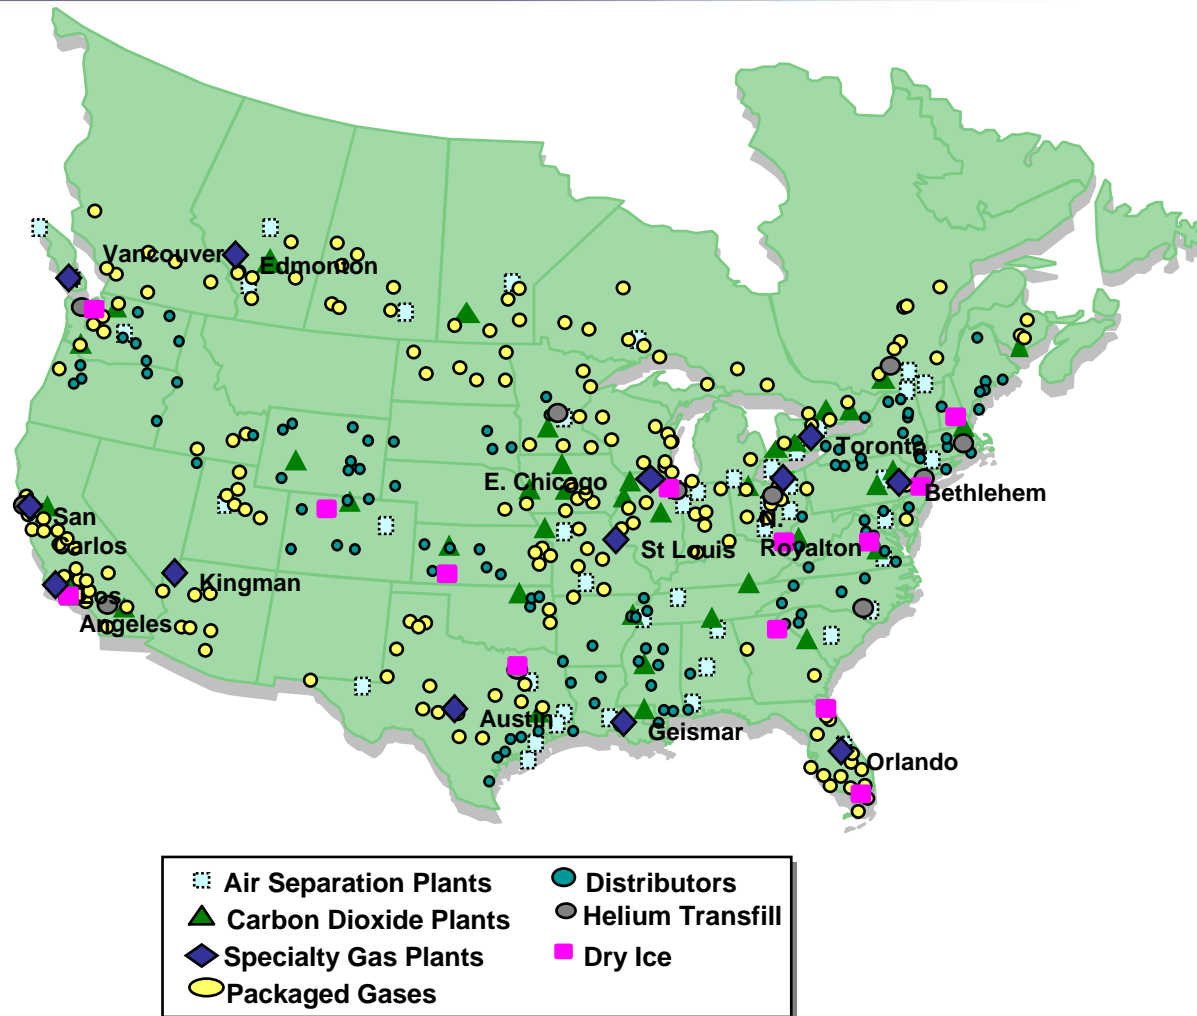 Vancouver
Edmonton
Toronto
E. Chicago
Bethlehem
San
Carlos
N.
St Louis
Royalton
Kingman
Los
Angeles
Austin
Geismar
Orlando
Air Separation Plants
Distributors
Carbon Dioxide Plants
Helium Transfill
Specialty Gas Plants
Dry Ice
Packaged Gases